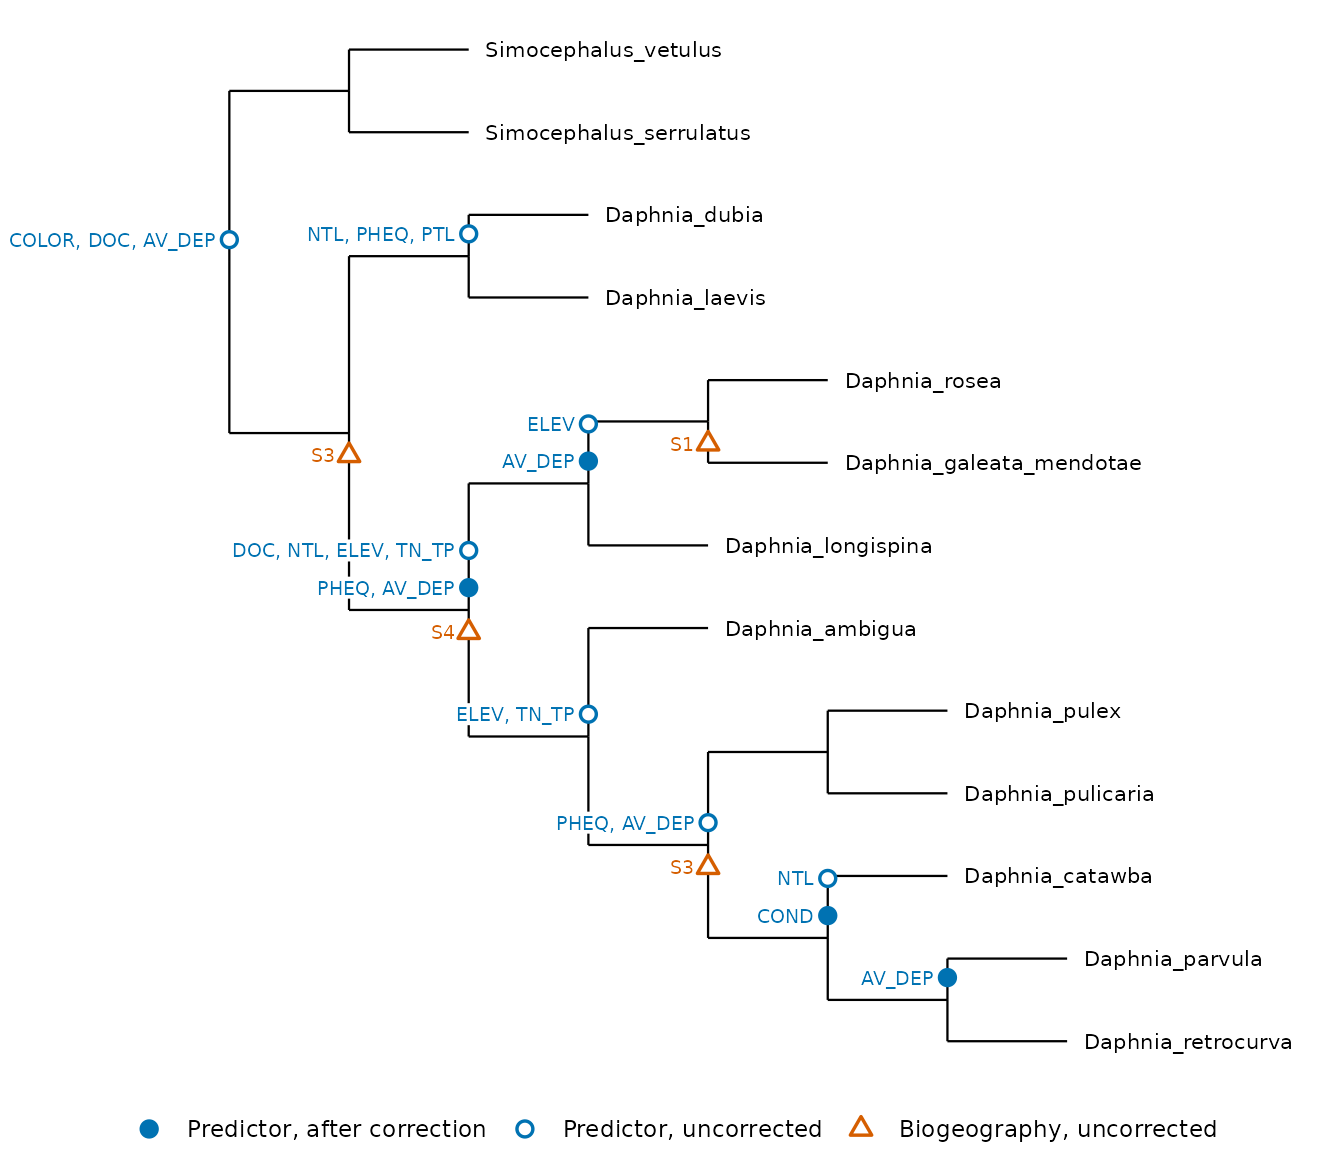 Simocephalus_vetulus
Simocephalus_serrulatus
Daphnia_dubia
NTL, PHEQ, PTL
COLOR, DOC, AV_DEP
Daphnia_laevis
Daphnia_rosea
ELEV
S1
S3
AV_DEP
Daphnia_galeata_mendotae
Daphnia_longispina
DOC, NTL, ELEV, TN_TP
PHEQ, AV_DEP
S4
Daphnia_ambigua
Daphnia_pulex
ELEV, TN_TP
Daphnia_pulicaria
PHEQ, AV_DEP
S3
Daphnia_catawba
NTL
COND
Daphnia_parvula
AV_DEP
Daphnia_retrocurva
Predictor, after correction
Predictor, uncorrected
Biogeography, uncorrected